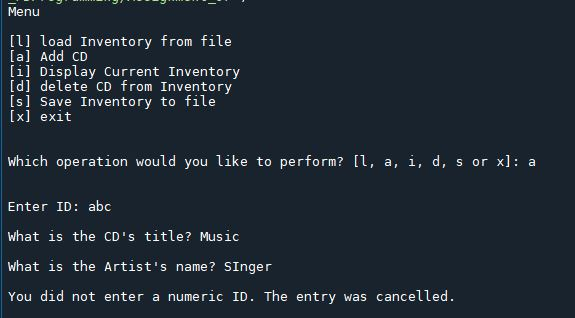 Menu
[l] load Inventory from file
[a] Add CD
[i] Display Current Inventory
[d] delete CD from Inventory
[s] Save Inventory to file
[x] exit
Which operation would you like to perform? [l, a, i, d, s or x]: a
Enter ID: abc
What is the CD's title? Music
What is the Artist's name? SInger
You did not enter a numeric ID. The entry was cancelled.